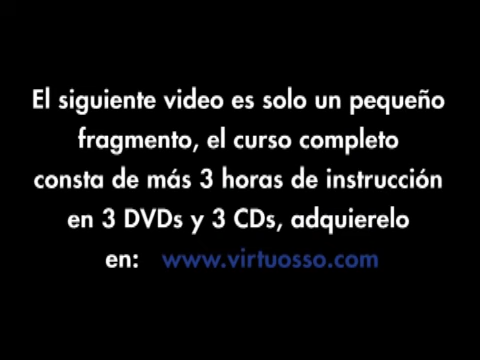 El siguiente video es solo un pequeño
fragmento, el curso completo
consta de más 3 horas de instrucción
en 3 DVDs y 3 CDs, adquierelo
en: www.virtuosso.com